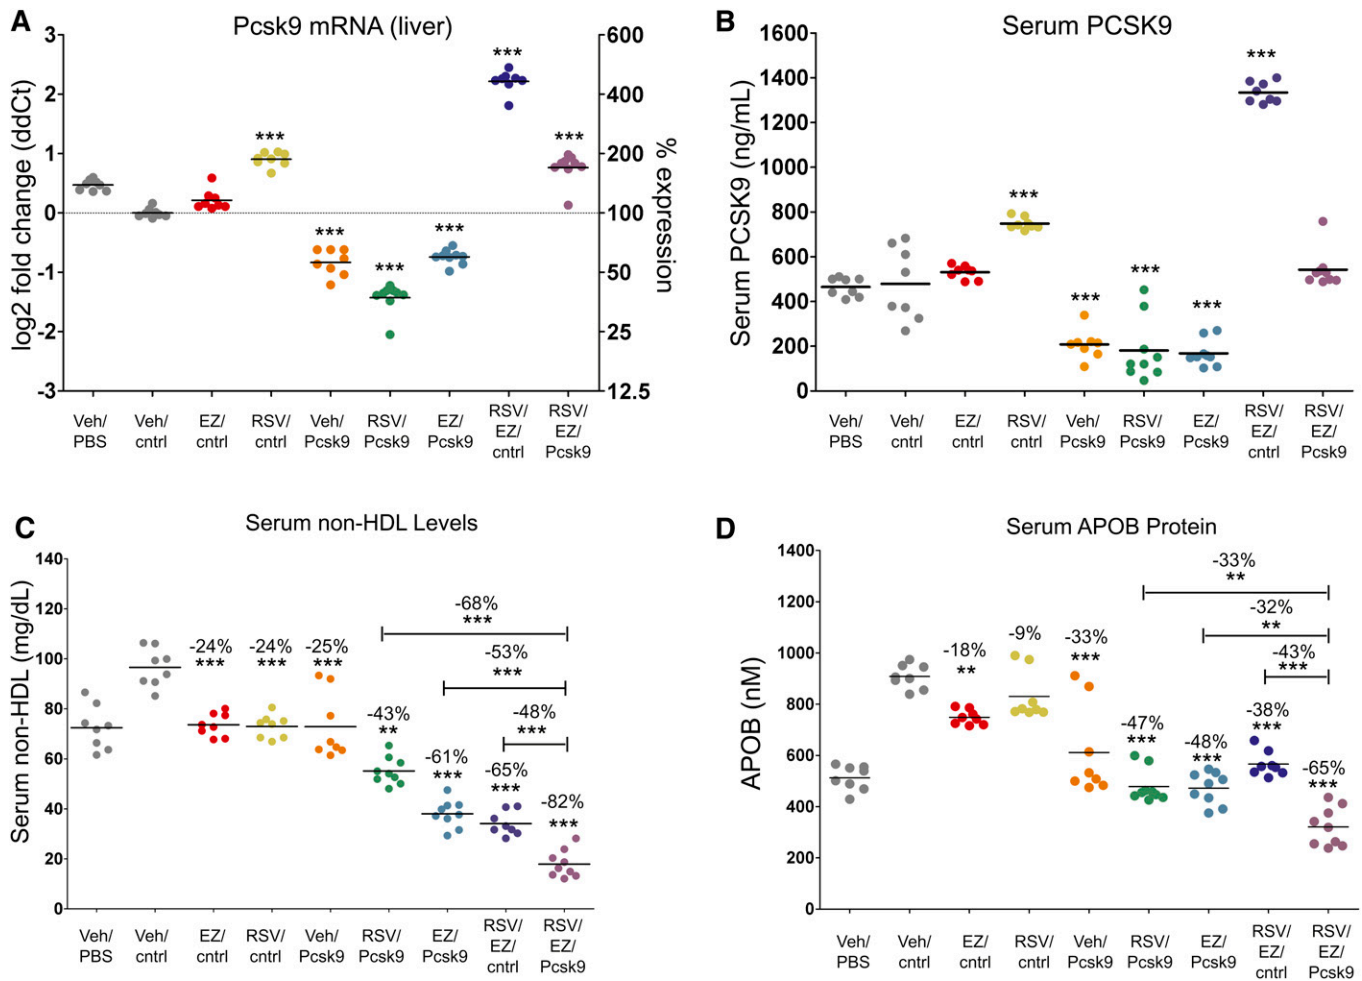 A
Pcsk9 mRNA (liver)
log2 fold change (ddCt)
3
2
1
0
-1
-2
-3
600
400
200
100
50
25
12.5
% expression
***
***
***
***
***
***
Veh/
PBS
Veh/
cntrl
EZ/
cntrl
RSV/
cntrl
Veh/
Pcsk9
RSV/
Pcsk9
EZ/
Pcsk9
RSV/
EZ/
cntrl
RSV/
EZ/
Pcsk9
B
Serum PCSK9
Serum PCSK9 (ng/mL)
1600
1400
1200
1000
800
600
400
200
0
***
***
***
***
***
Veh/
PBS
Veh/
cntrl
EZ/
cntrl
RSV/
cntrl
Veh/
Pcsk9
RSV/
Pcsk9
EZ/
Pcsk9
RSV/
EZ/
cntrl
RSV/
EZ/
Pcsk9
C
Serum non-HDL Levels
Serum non-HDL (mg/dL)
140
120
100
80
60
40
20
0
-24%
***
-24%
***
-25%
***
-43%
**
-61%
***
-65%
***
-82%
***
-68%
***
-53%
***
-48%
***
Veh/
PBS
Veh/
cntrl
EZ/
cntrl
RSV/
cntrl
Veh/
Pcsk9
RSV/
Pcsk9
EZ/
Pcsk9
RSV/
EZ/
cntrl
RSV/
EZ/
Pcsk9
D
Serum APOB Protein
APOB (nM)
1400
1200
1000
800
600
400
200
0
-18%
**
-9%
-33%
***
-47%
***
-48%
***
-38%
***
-65%
***
-33%
**
-32%
**
-43%
***
Veh/
PBS
Veh/
cntrl
EZ/
cntrl
RSV/
cntrl
Veh/
Pcsk9
RSV/
Pcsk9
EZ/
Pcsk9
RSV/
EZ/
cntrl
RSV/
EZ/
Pcsk9